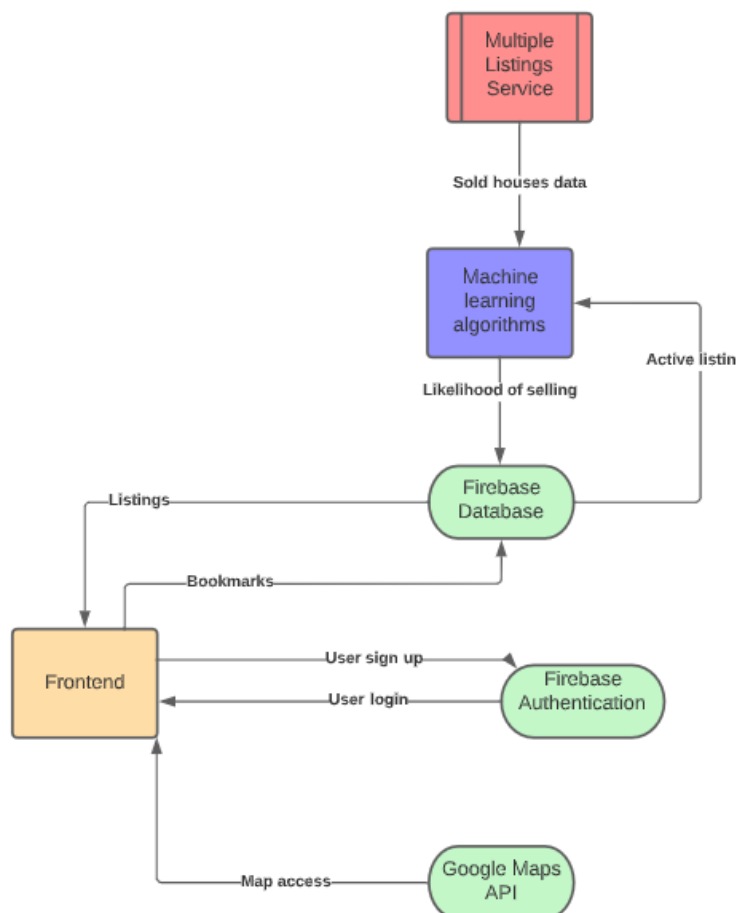 Multiple
Listings
Service
Sold houses data
Machine
learning
algorithms
Active listin
Likelihood of selling
Firebase
Database
Listings
Bookmarks
Frontend
User sign up
Firebase
Authentication
User login
Map access
Google Maps
API